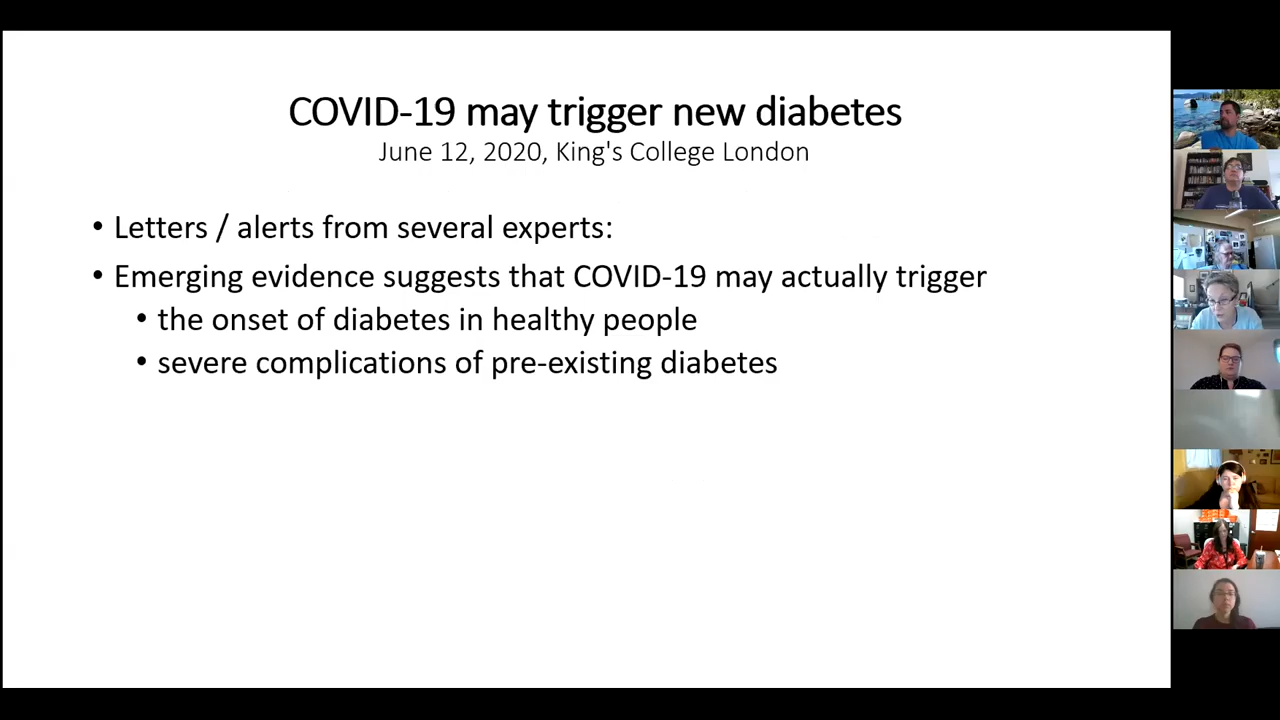 COVID-19 may trigger new diabetes
June 12, 2020, King's College London
• Letters / alerts from several experts:
• Emerging evidence suggests that COVID-19 may actually trigger
• the onset of diabetes in healthy people
• severe complications of pre-existing diabetes